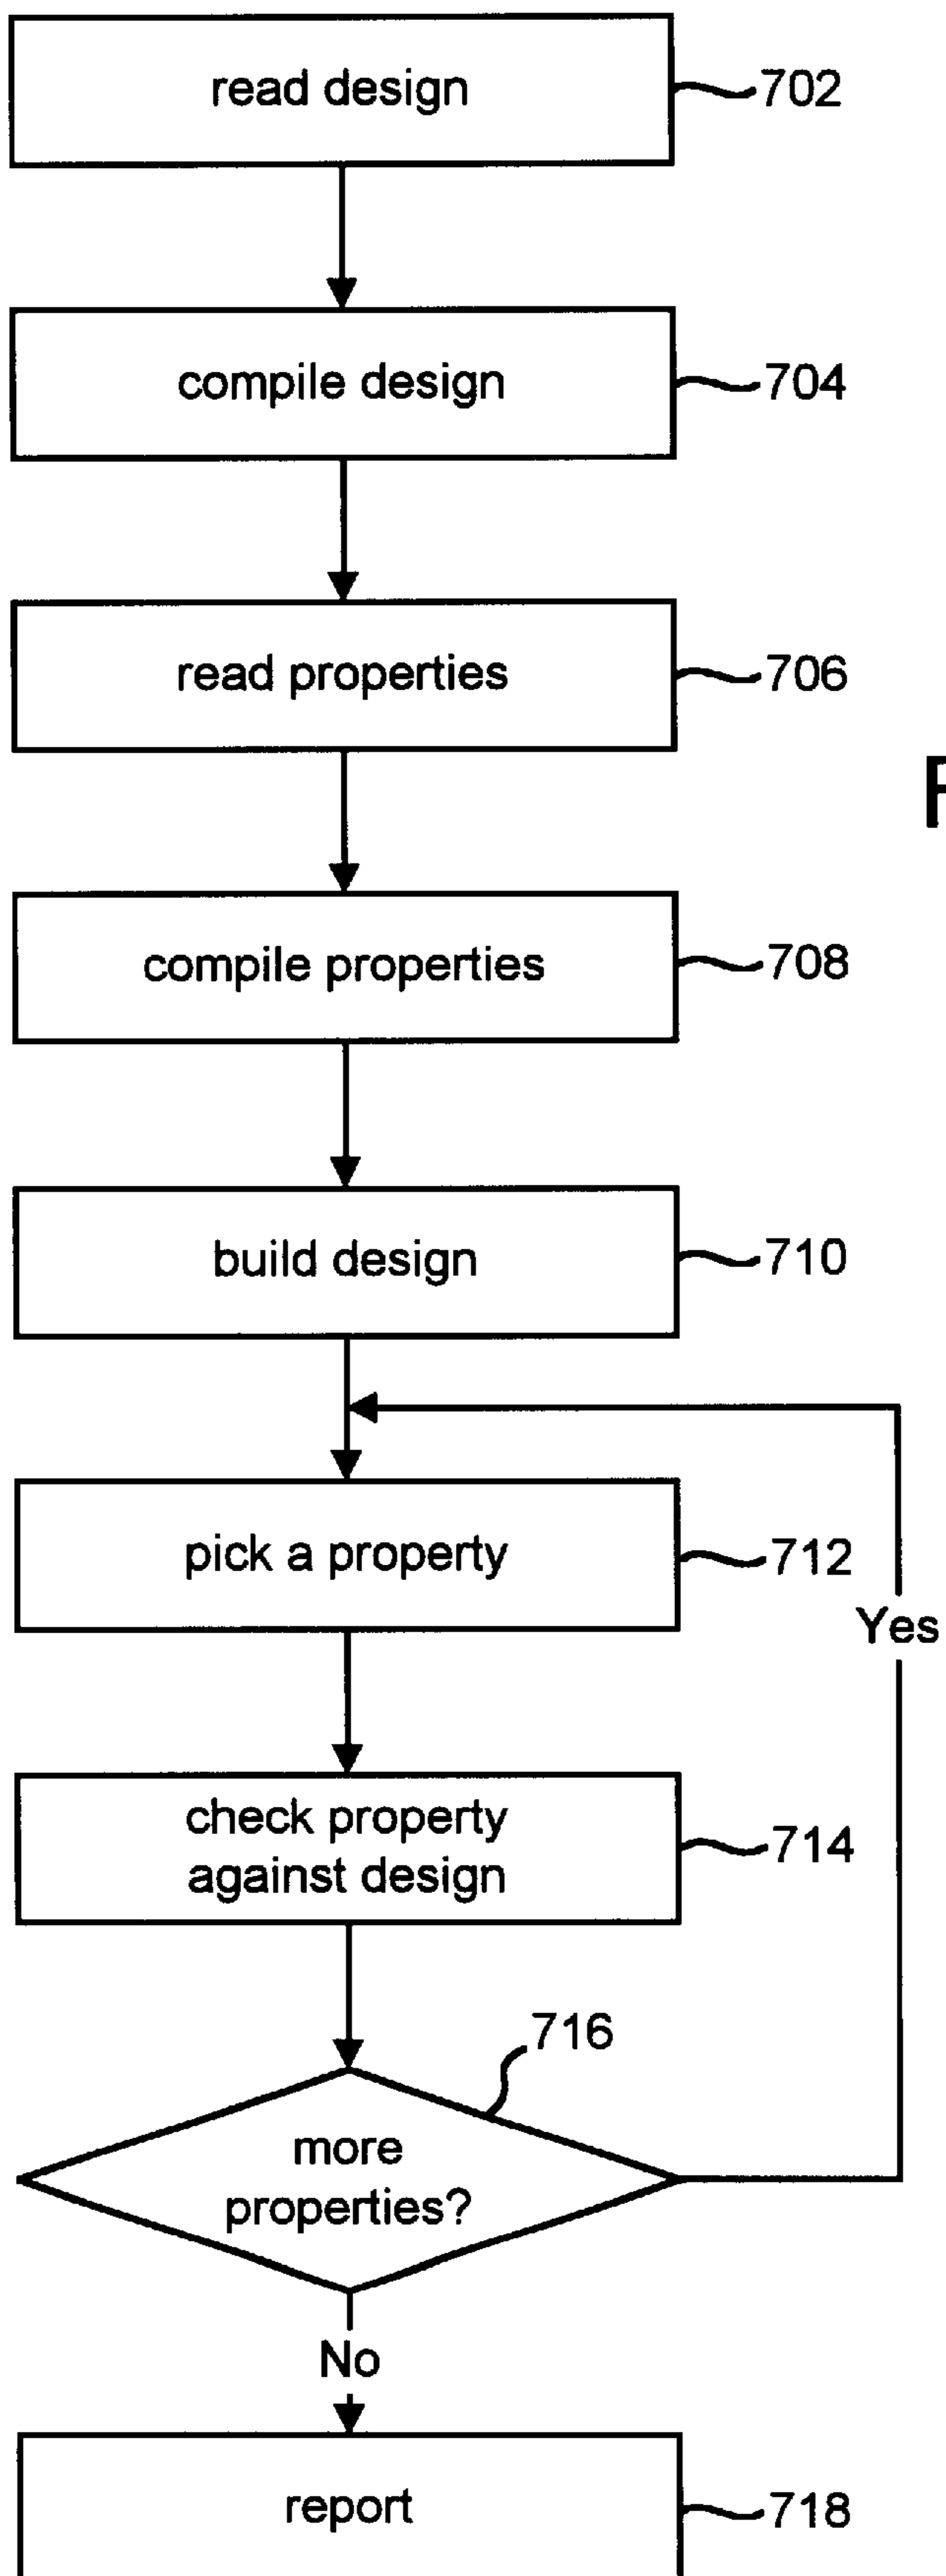 read design
702
compile design
704
read properties
706
compile properties
708
build design
710
pick a property
712
Yes
check property
against design
714
716
more
properties?
No
report
718